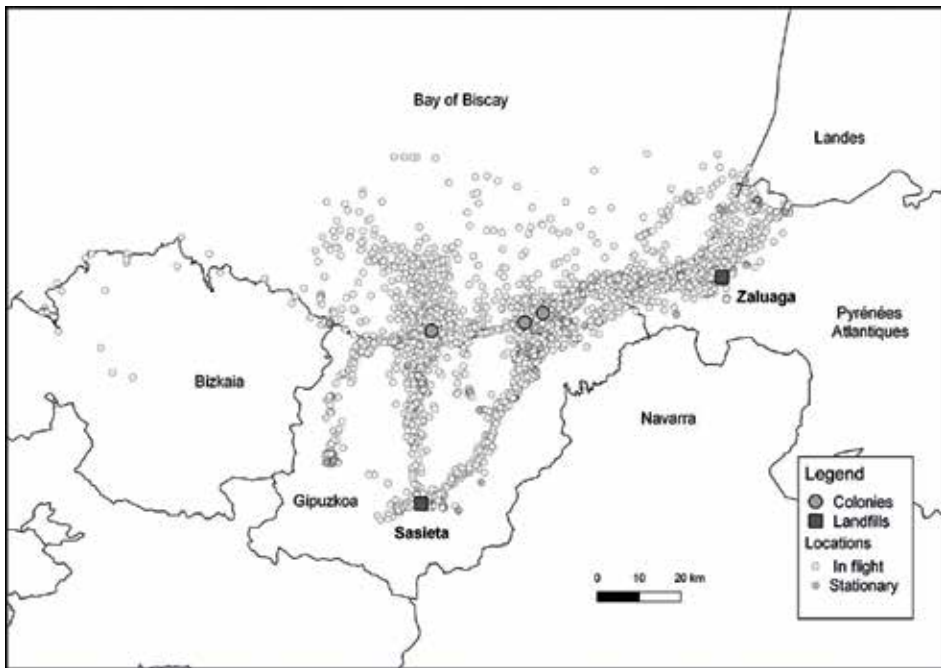 Bay of Biscay
Landes
Zaluaga
Pyrénées
Atlantiques
Bizkaia
Navarra
Gipuzkoa
Sasieta
Legend
Colonies
Landfills
Locations
In flight
Stationary
0 10 20 km